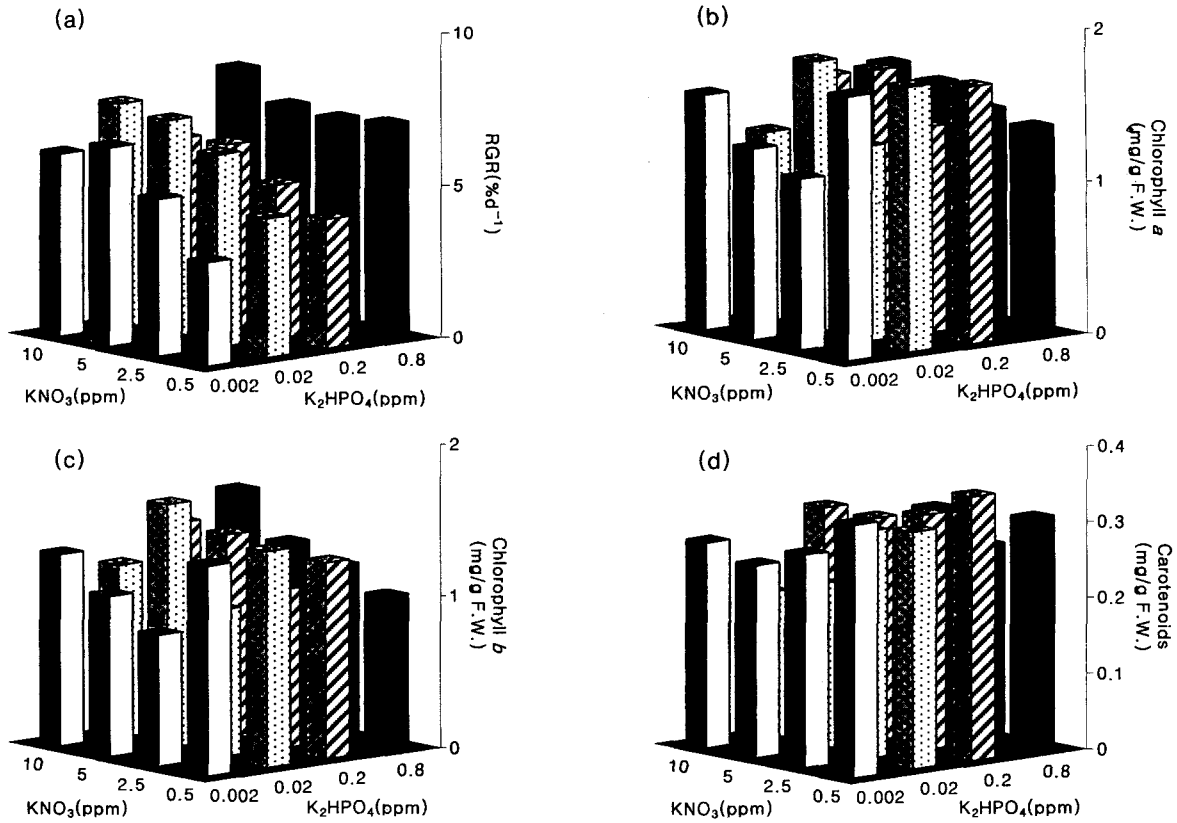 (a)
10
5
0
RGR(%d⁻¹)
10
5
2.5
0.5
KNO₃(ppm)
0.002
0.02
0.2
0.8
K₂HPO₄(ppm)
(b)
2
1
0
Chlorophyll a
(mg/g F.W.)
10
5
2.5
0.5
KNO₃(ppm)
0.002
0.02
0.2
0.8
K₂HPO₄(ppm)
(c)
2
1
0
Chlorophyll b
(mg/g F.W.)
10
5
2.5
0.5
KNO₃(ppm)
0.002
0.02
0.2
0.8
K₂HPO₄(ppm)
(d)
0.4
0.3
0.2
0.1
0
Carotenoids
(mg/g F.W.)
10
5
2.5
0.5
KNO₃(ppm)
0.002
0.02
0.2
0.8
K₂HPO₄(ppm)